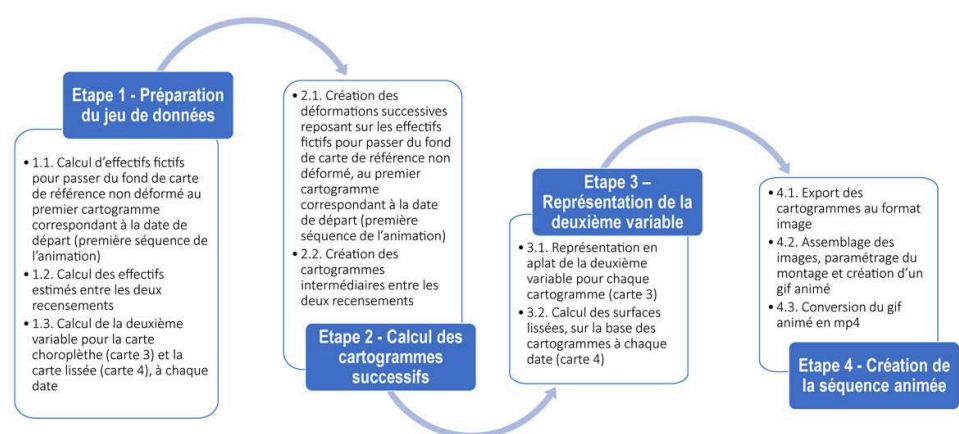 Etape 1 - Préparation
du jeu de données
• 1.1. Calcul d'effectifs fictifs
pour passer du fond de carte
de référence non déformé au
premier cartogramme
correspondant à la date de
départ (première séquence de
l'animation)
• 1.2. Calcul des effectifs
estimés entre les deux
recensements
• 1.3. Calcul de la deuxième
variable pour la carte
choroplèthe (carte 3) et la
carte lissée (carte 4), à chaque
date
• 2.1. Création des
déformations successives
reposant sur les effectifs
fictifs pour passer du fond
de carte de référence non
déformé, au premier
cartogramme
correspondant à la date
de départ (première
séquence de l'animation)
• 2.2. Création des
cartogrammes
intermédiaires entre les
deux recensements
Etape 2 - Calcul des
cartogrammes
successifs
Etape 3 –
Représentation de la
deuxième variable
• 3.1. Représentation en
aplat de la deuxième
variable pour chaque
cartogramme (carte 3)
• 3.2. Calcul des surfaces
lissées, sur la base des
cartogrammes à chaque
date (carte 4)
• 4.1. Export des
cartogrammes au format
image
• 4.2. Assemblage des
images, paramétrage du
montage et création d'un
gif animé
• 4.3. Conversion du gif
animé en mp4
Etape 4 - Création de
la séquence animée